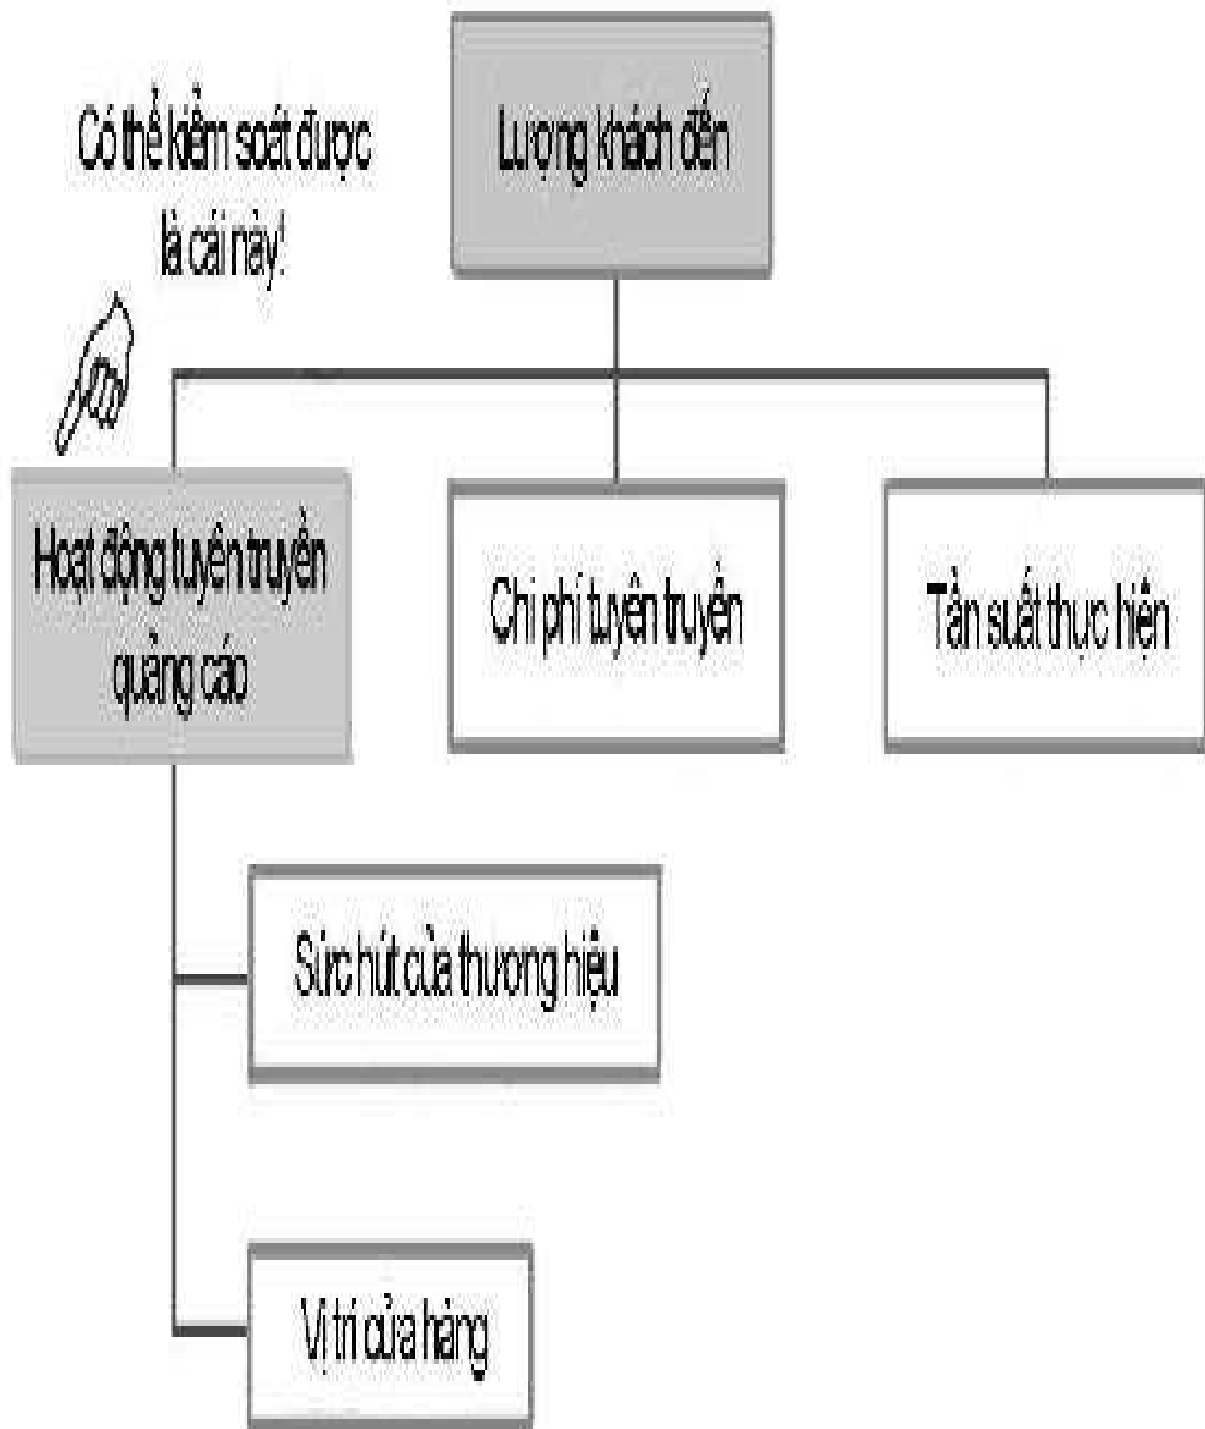 Lượng khách đến
Có thể kiểm soát được
là cái này!
Hoạt động tuyên truyền
quảng cáo
Chi phí tuyên truyền
Tần suất thực hiện
Sức hút của thương hiệu
Vị trí cửa hàng